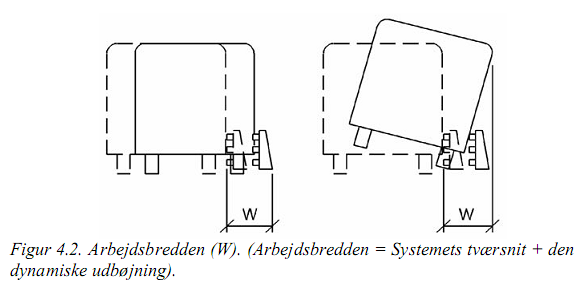 W
W
Figur 4.2. Arbejdsbredden (W). (Arbejdsbredden = Systemets tværsnit + den
dynamiske udbøjning).